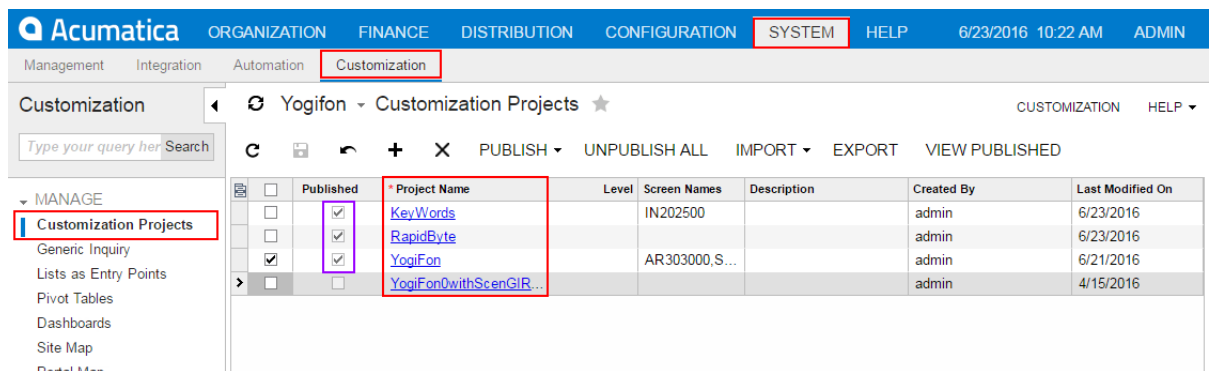 Acumatica ORGANIZATION FINANCE DISTRIBUTION CONFIGURATION SYSTEM HELP 6/23/2016 10:22 AM ADMIN
Management Integration Automation Customization
Customization Yogifon Customization Projects CUSTOMIZATION HELP
Type your query her Search PUBLISH UNPUBLISH ALL IMPORT EXPORT VIEW PUBLISHED
Published * Project Name Level Screen Names Description Created By Last Modified On
MANAGE KeyWords IN202500 admin 6/23/2016
Customization Projects RapidByte admin 6/23/2016
Generic Inquiry YogiFon AR303000,S... admin 6/21/2016
Lists as Entry Points YogiFon0withScenGIR... admin 4/15/2016
Pivot Tables
Dashboards
Site Map